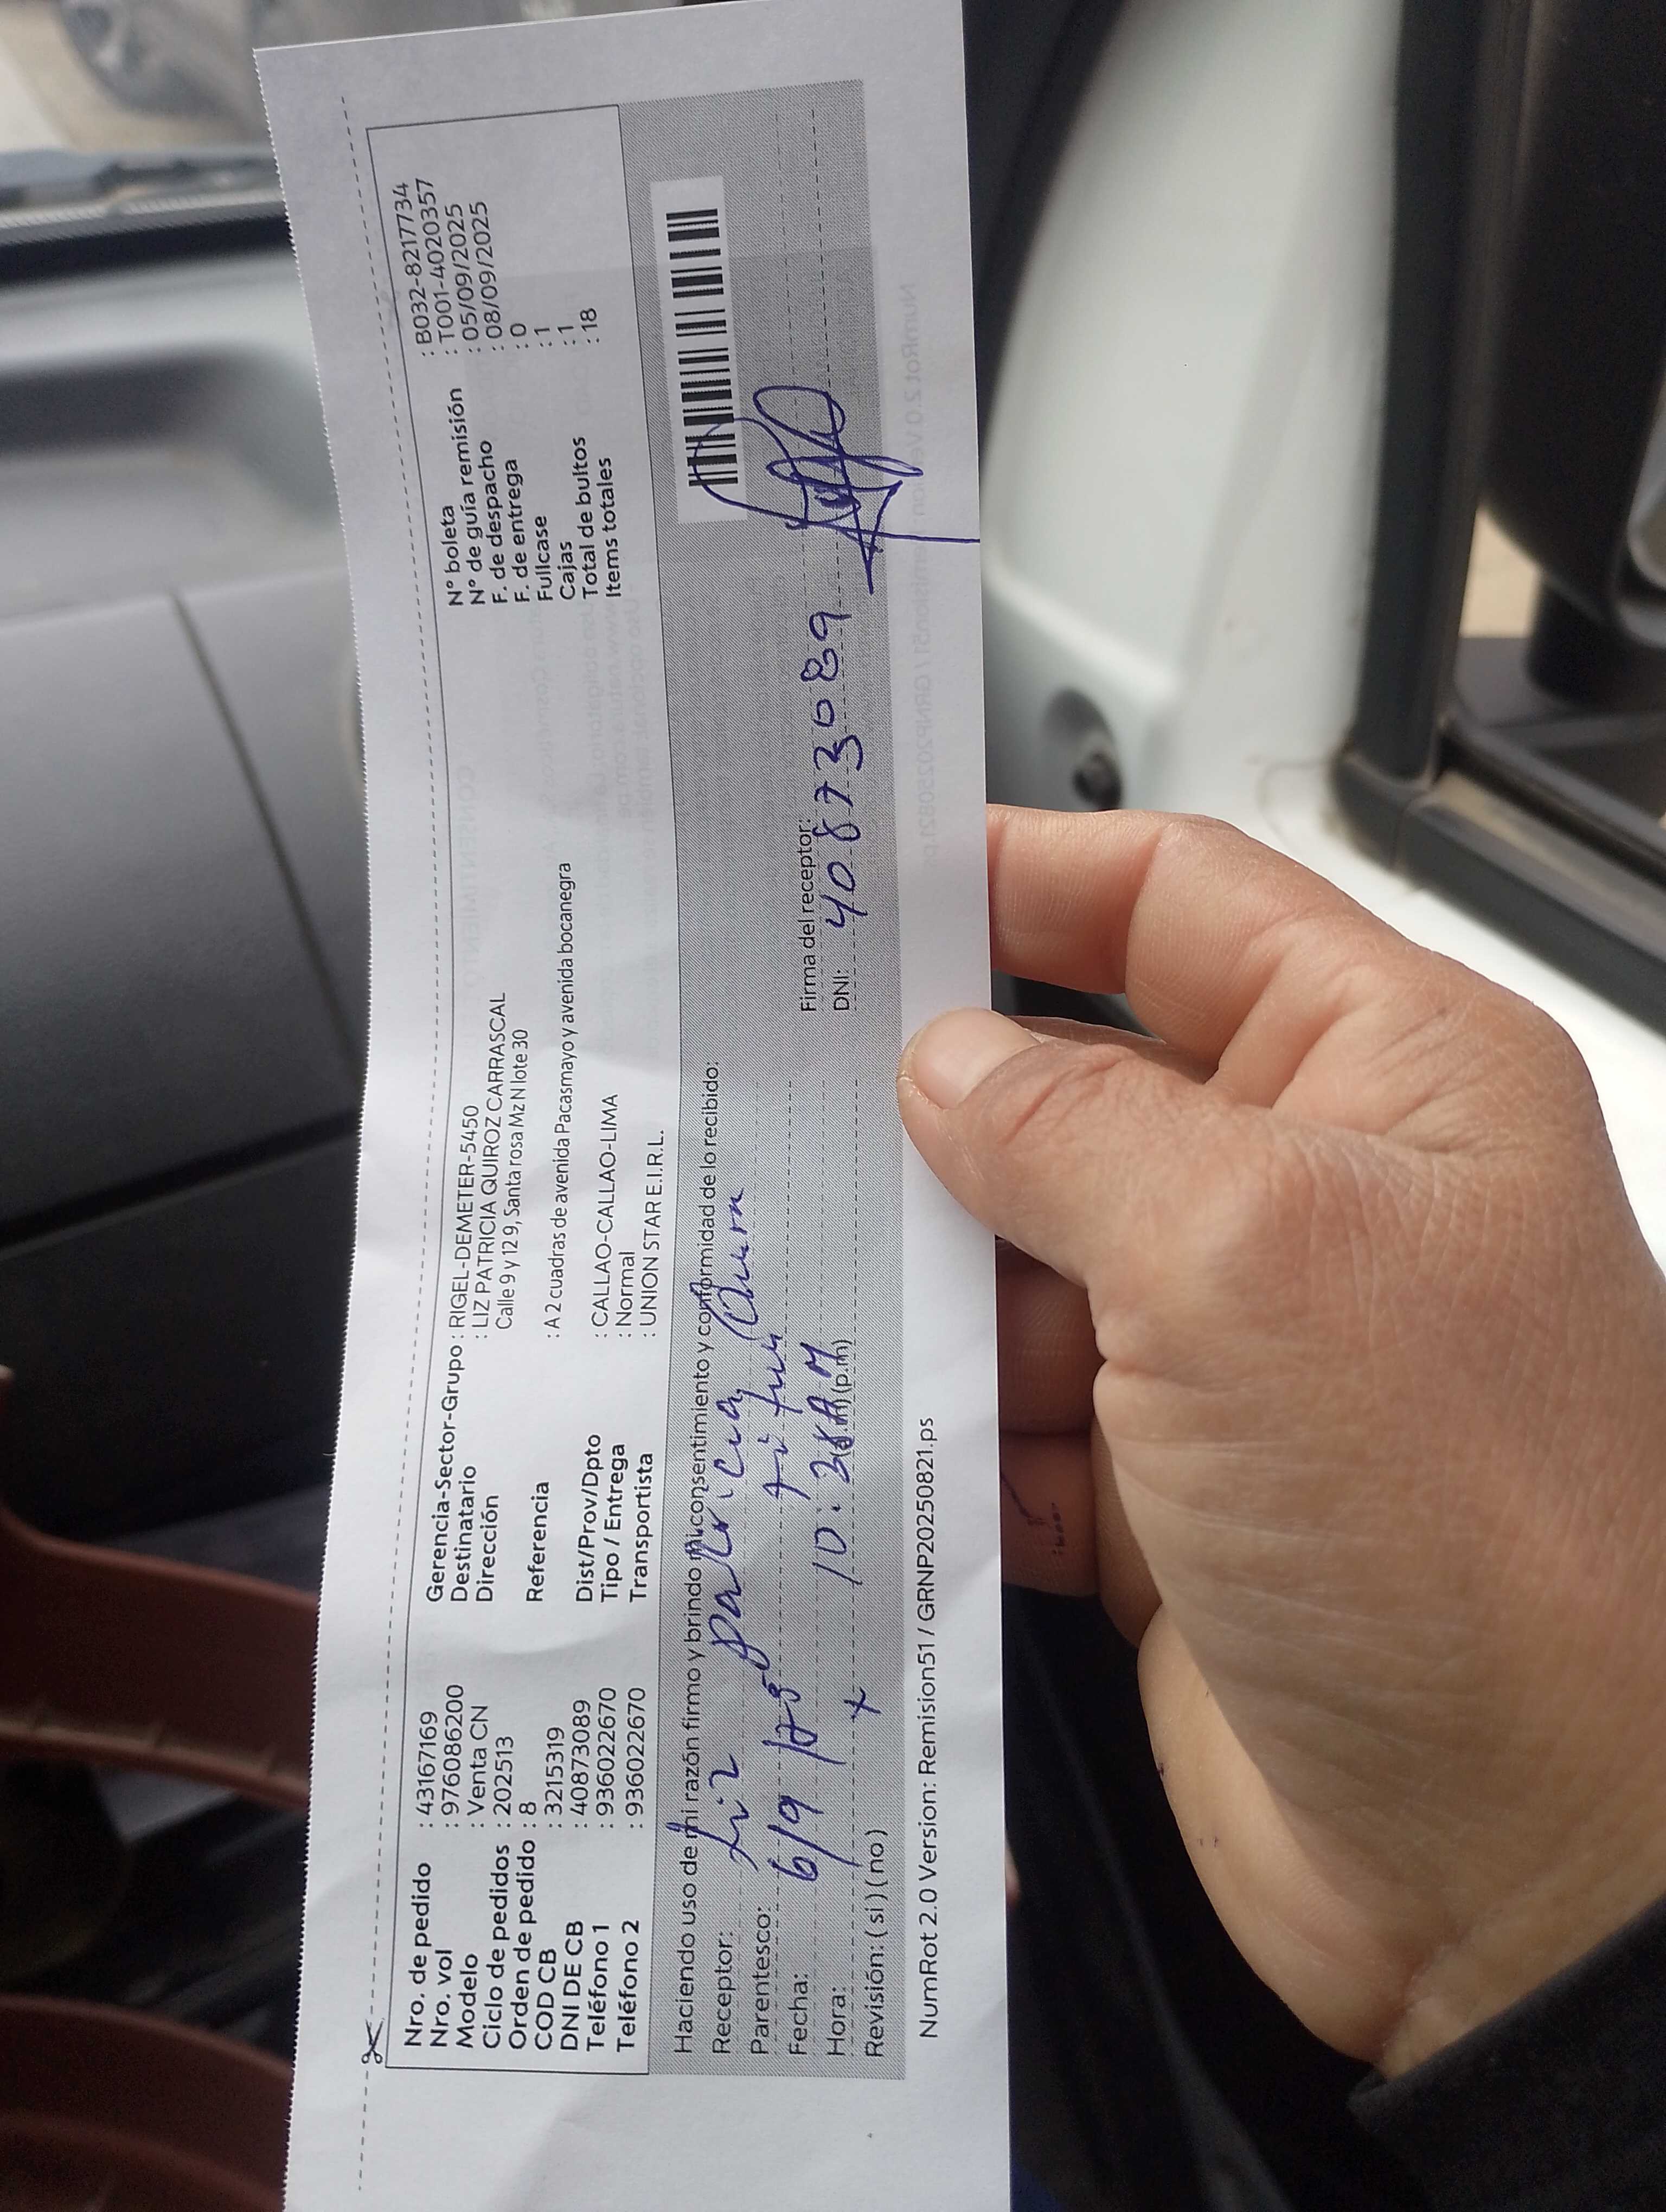 Nro. de pedido : 43167169
Nro. vol : 976086200
Modelo : Venta CN
Ciclo de pedidos : 202513
Orden de pedido : 8
COD CB : 3215319
DNI DE CB : 40873089
Teléfono 1 : 936022670
Teléfono 2 : 936022670
Gerencia-Sector-Grupo : RIGEL-DEMETER-5450
Destinatario : LIZ PATRICIA QUIROZ CARRASCAL
Dirección Calle 9 y 12 9, Santa rosa Mz N lote 30
Referencia : A 2 cuadras de avenida Pacasmayo y avenida bocanegra
Dist/Prov/Dpto : CALLAO-CALLAO-LIMA
Tipo / Entrega : Normal
Transportista : UNION STAR E.I.R.L.
N° boleta : B032-8217734
N° de guía remisión : T001-4020357
F. de despacho : 05/09/2025
F. de entrega : 08/09/2025
Fullcase : 0
Cajas : 1
Total de bultos : 1
Items totales : 18
Haciendo uso de mi razón firmo y brindo mi consentimiento y conformidad de lo recibido:
Receptor: Liz Patricia
Parentesco:
Fecha: 6/9
Hora: 10:38 AM (a.m) (p.m)
Revisión: (si) (no) x
Firma del receptor:
DNI: 40873089
NumRot 2.0 Version: Remision51 / GRNP20250821.ps